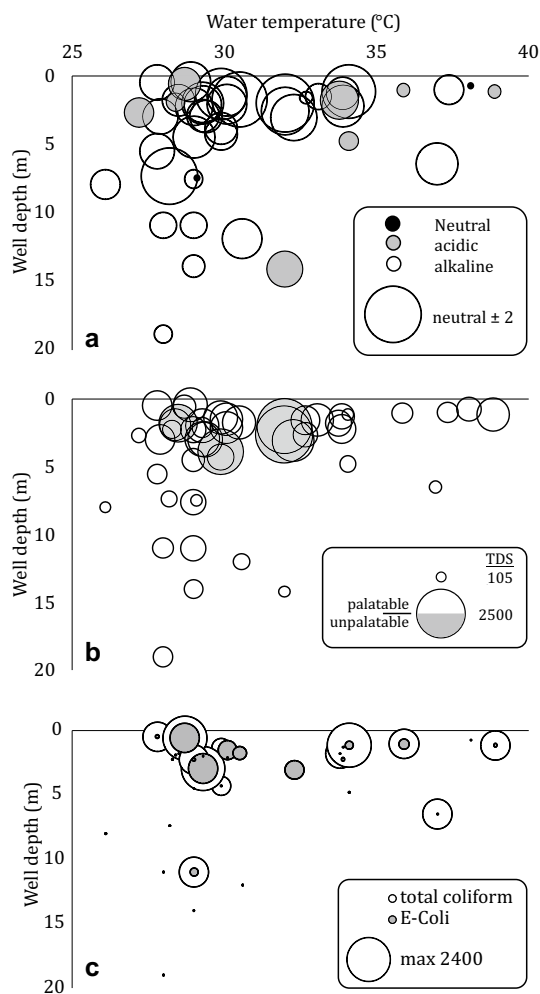 Water temperature (°C)
25 30 35 40
0
5
10
15
20
Well depth (m)
a
Neutral
acidic
alkaline
neutral ± 2
0
5
10
15
20
Well depth (m)
b
TDS
105
palatable
unpalatable
2500
0
5
10
15
20
Well depth (m)
c
total coliform
E-Coli
max 2400